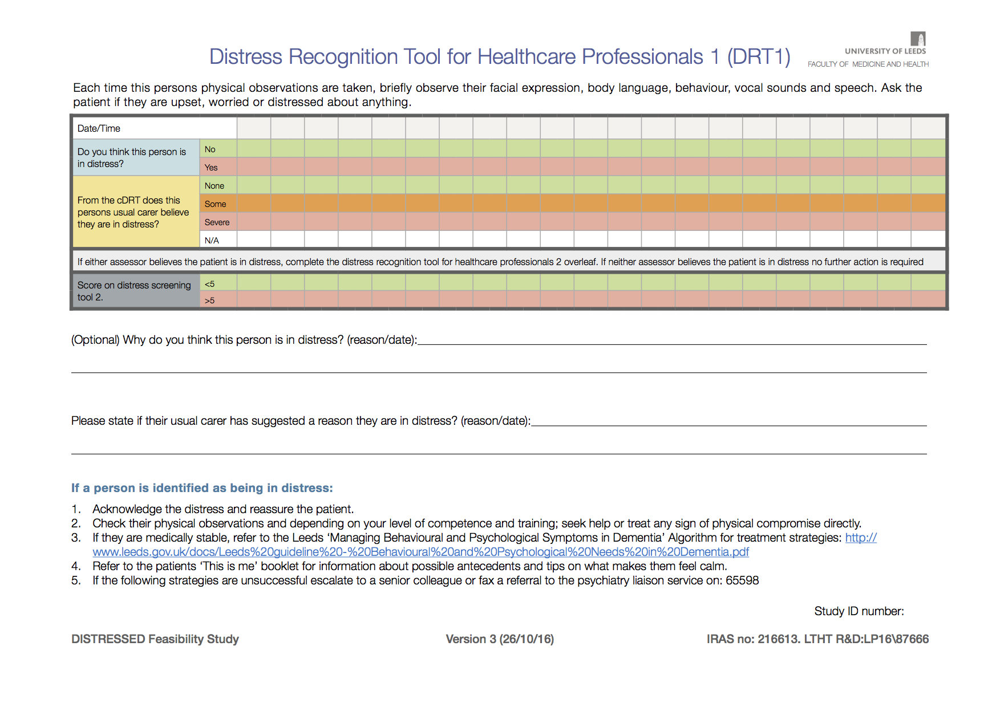 Distress Recognition Tool for Healthcare Professionals 1 (DRT1)
UNIVERSITY OF LEEDS
FACULTY OF MEDICINE AND HEALTH
Each time this persons physical observations are taken, briefly observe their facial expression, body language, behaviour, vocal sounds and speech. Ask the
patient if they are upset, worried or distressed about anything.
Date/Time
Do you think this person is
in distress?
No
Yes
From the cDRT does this
persons usual carer believe
they are in distress?
None
Some
Severe
N/A
If either assessor believes the patient is in distress, complete the distress recognition tool for healthcare professionals 2 overleaf. If neither assessor believes the patient is in distress no further action is required
Score on distress screening
tool 2.
<5
>5
(Optional) Why do you think this person is in distress? (reason/date):
Please state if their usual carer has suggested a reason they are in distress? (reason/date):
If a person is identified as being in distress:
1. Acknowledge the distress and reassure the patient.
2. Check their physical observations and depending on your level of competence and training; seek help or treat any sign of physical compromise directly.
3. If they are medically stable, refer to the Leeds ‘Managing Behavioural and Psychological Symptoms in Dementia’ Algorithm for treatment strategies: http://
www.leeds.gov.uk/docs/Leeds%20guideline%20-%20Behavioural%20and%20Psychological%20Needs%20in%20Dementia.pdf
4. Refer to the patients ‘This is me’ booklet for information about possible antecedents and tips on what makes them feel calm.
5. If the following strategies are unsuccessful escalate to a senior colleague or fax a referral to the psychiatry liaison service on: 65598
Study ID number:
DISTRESSED Feasibility Study
Version 3 (26/10/16)
IRAS no: 216613. LTHT R&D:LP16\87666